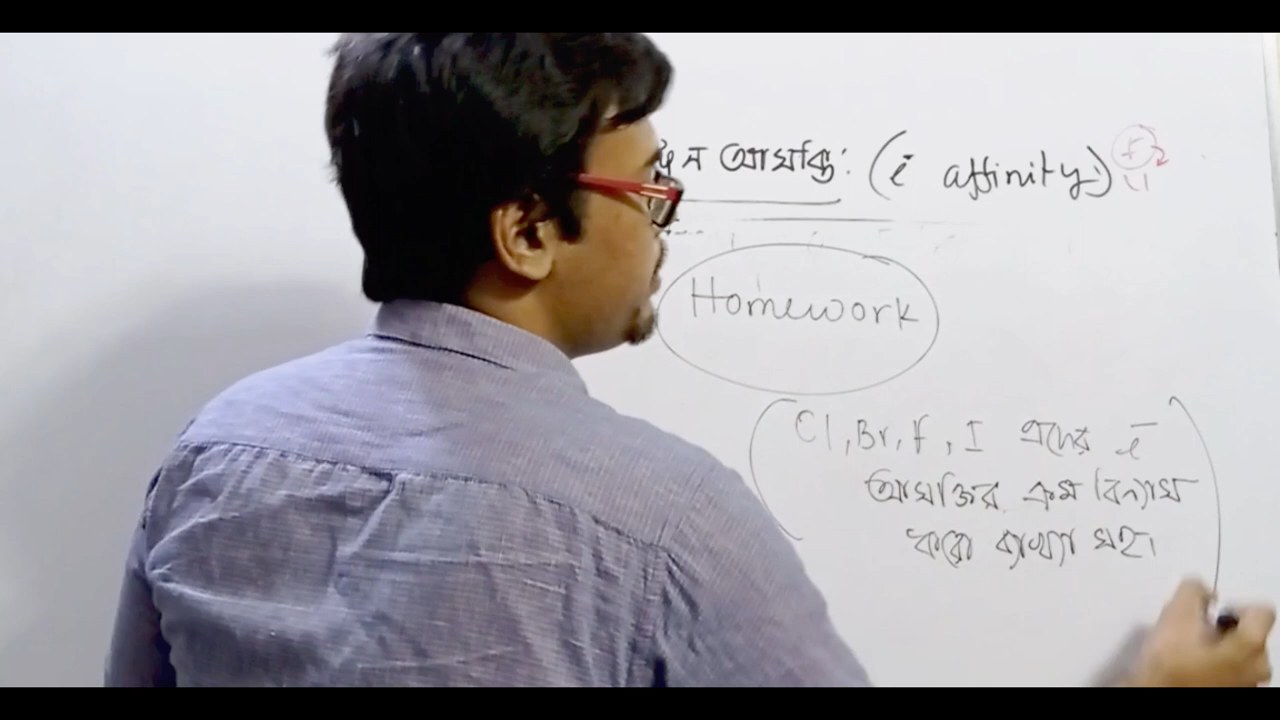 ন আসক্তি: (ē affinity)
Homework
(Cl, Br, F, I এদের ē
আসক্তির ক্রম বিন্যাস
করো ব্যাখ্যা সহ।)